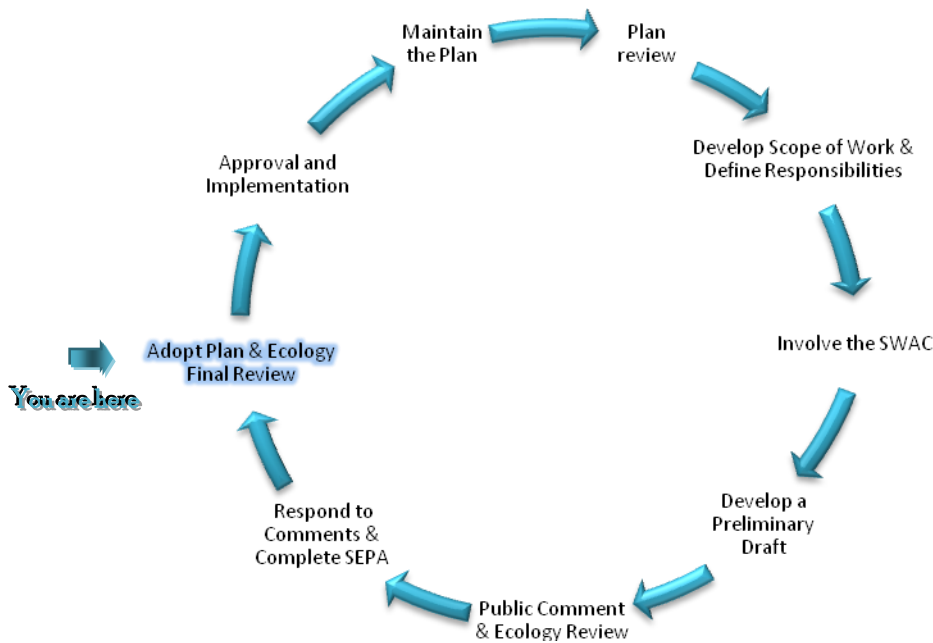 Maintain
the Plan
Plan
review
Develop Scope of Work &
Define Responsibilities
Involve the SWAC
Develop a
Preliminary
Draft
Public Comment
& Ecology Review
Respond to
Comments &
Complete SEPA
Adopt Plan & Ecology
Final Review
You are here
Approval and
Implementation